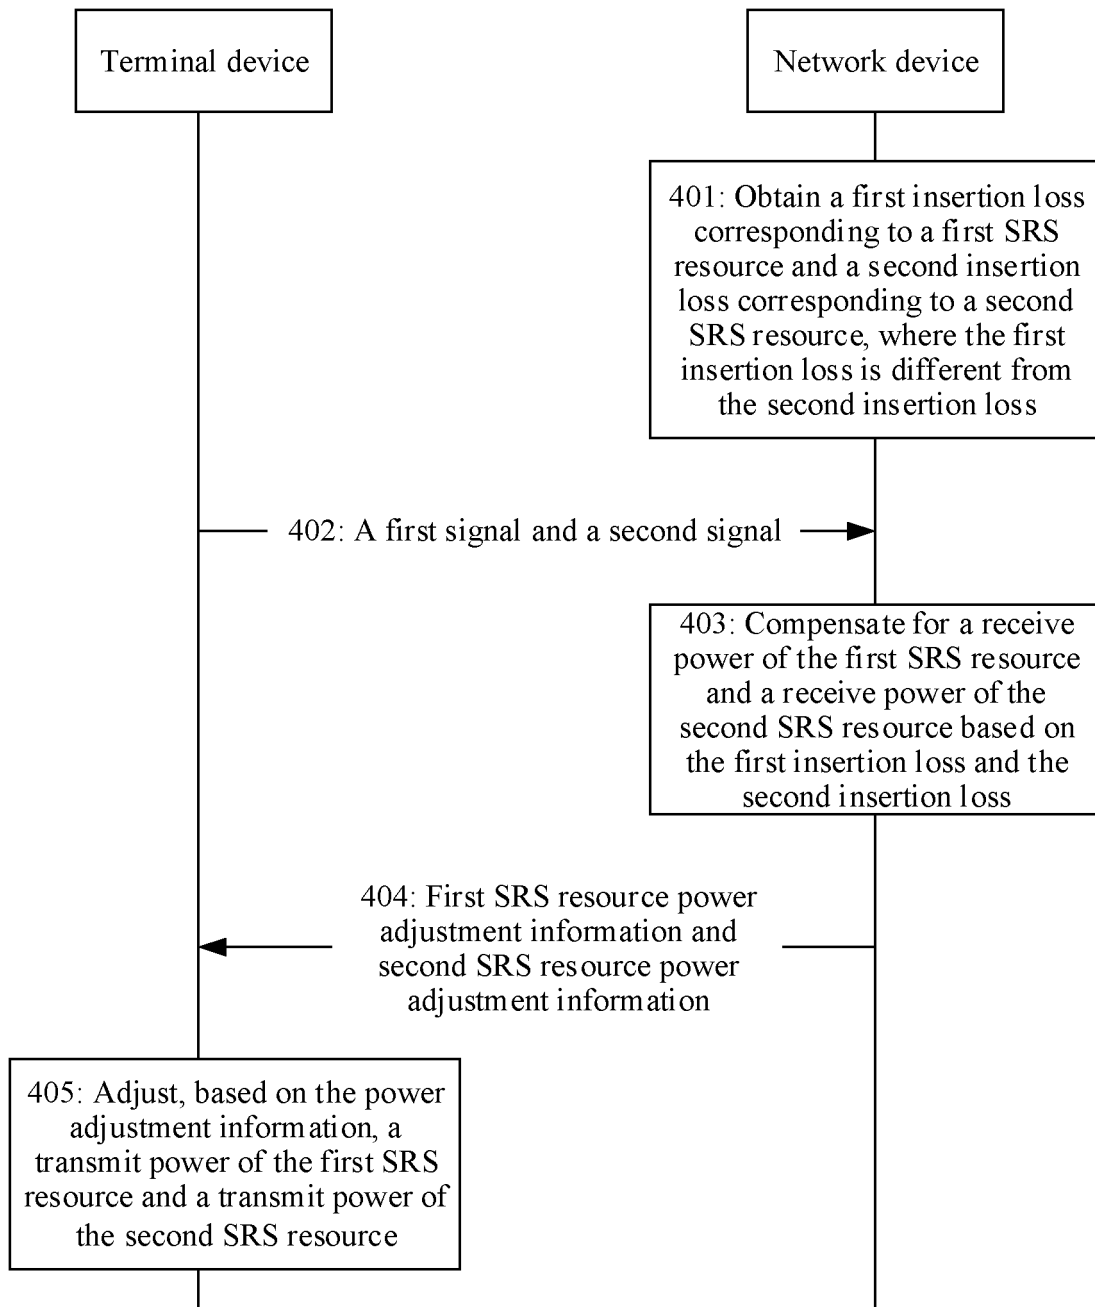 Terminal device
Network device
401: Obtain a first insertion loss
corresponding to a first SRS
resource and a second insertion
loss corresponding to a second
SRS resource, where the first
insertion loss is different from
the second insertion loss
402: A first signal and a second signal
403: Compensate for a receive
power of the first SRS resource
and a receive power of the
second SRS resource based on
the first insertion loss and the
second insertion loss
404: First SRS resource power
adjustment information and
second SRS resource power
adjustment information
405: Adjust, based on the power
adjustment information, a
transmit power of the first SRS
resource and a transmit power of
the second SRS resource